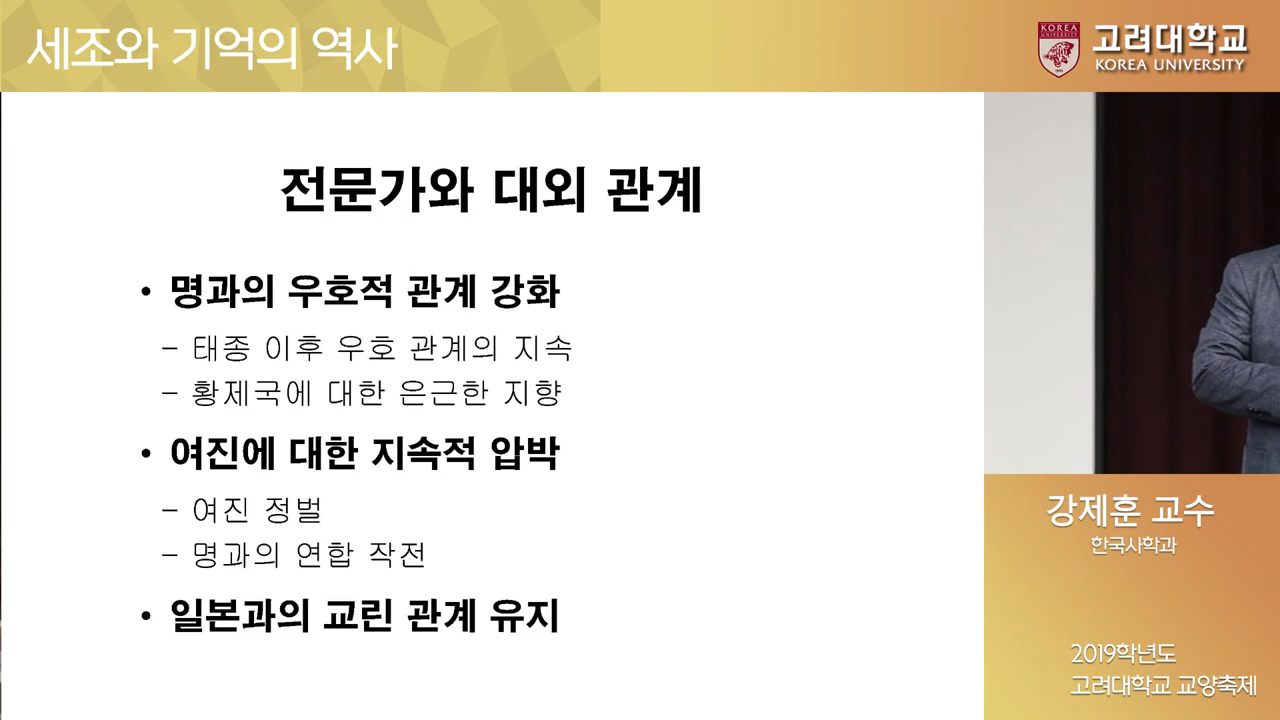 세조와 기억의 역사
KOREA
UNIVERSITY
1905
고려대학교
KOREA UNIVERSITY
전문가와 대외 관계
• 명과의 우호적 관계 강화
– 태종 이후 우호 관계의 지속
– 황제국에 대한 은근한 지향
• 여진에 대한 지속적 압박
– 여진 정벌
– 명과의 연합 작전
• 일본과의 교린 관계 유지
강제훈 교수
한국사학과
2019학년도
고려대학교 교양축제